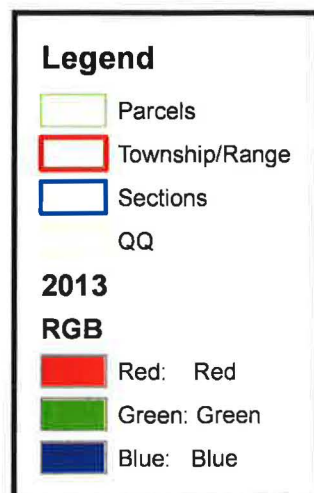 Legend
Parcels
Township/Range
Sections
QQ
2013
RGB
Red: Red
Green: Green
Blue: Blue